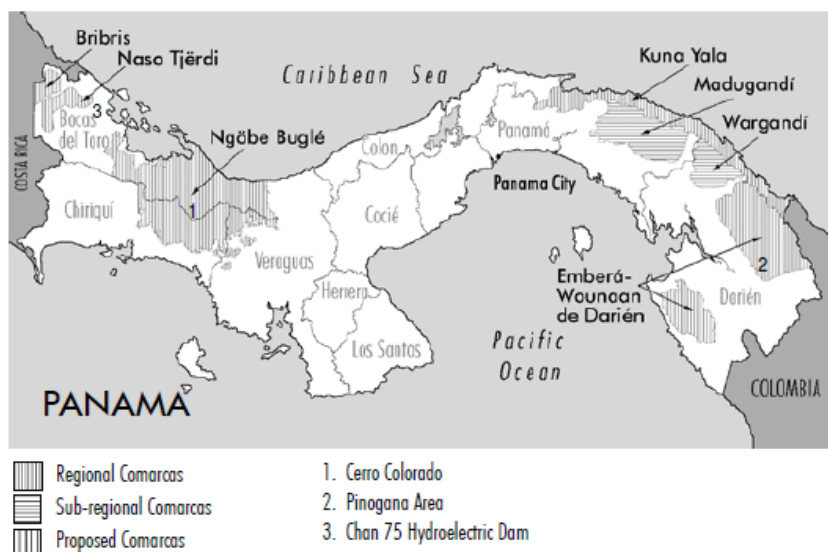 Bribris
Naso Tjërdi
Caribbean Sea
Kuna Yala
Madugandí
Wargandí
3
Bocas
del Toro
Ngöbe Buglé
COSTA RICA
Colon
Panamá
Panama City
Chiriquí
1
Coclé
Veraguas
Emberá-
Wounaan
de Darién
2
Darién
Herrera
Los Santos
Pacific
Ocean
PANAMA
COLOMBIA
Regional Comarcas
Sub-regional Comarcas
Proposed Comarcas
1. Cerro Colorado
2. Pinogana Area
3. Chan 75 Hydroelectric Dam